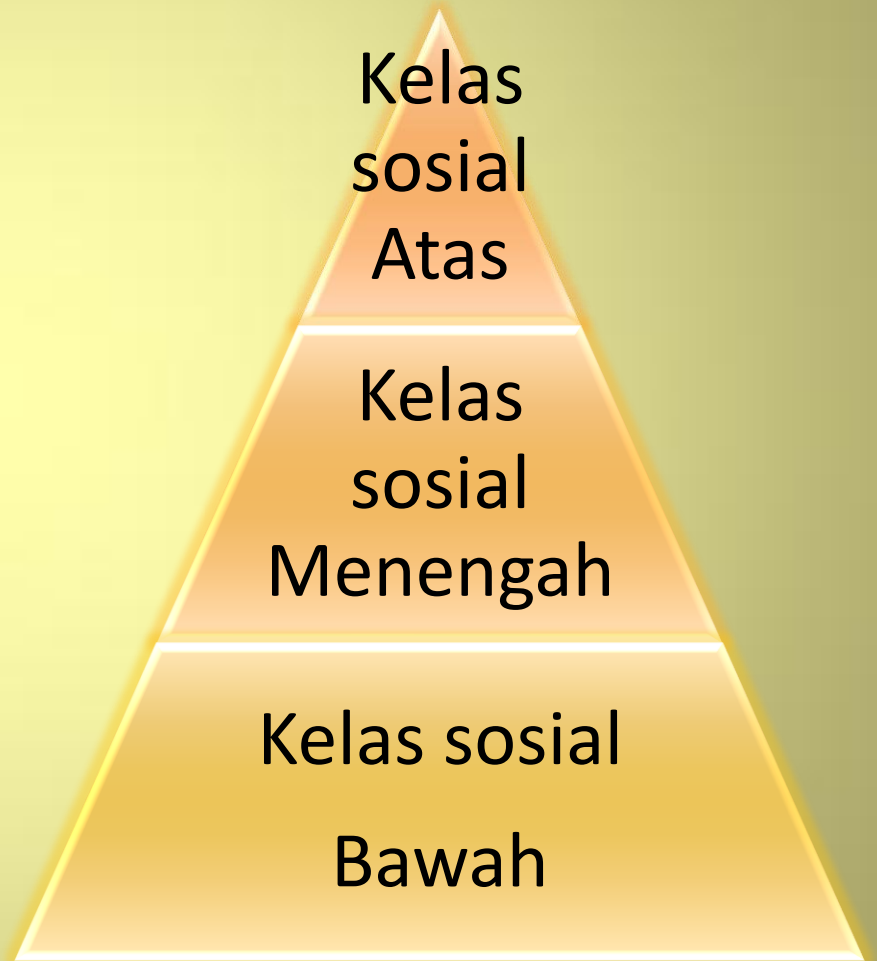 Kelas
sosial
Atas
Kelas
sosial
Menengah
Kelas sosial
Bawah